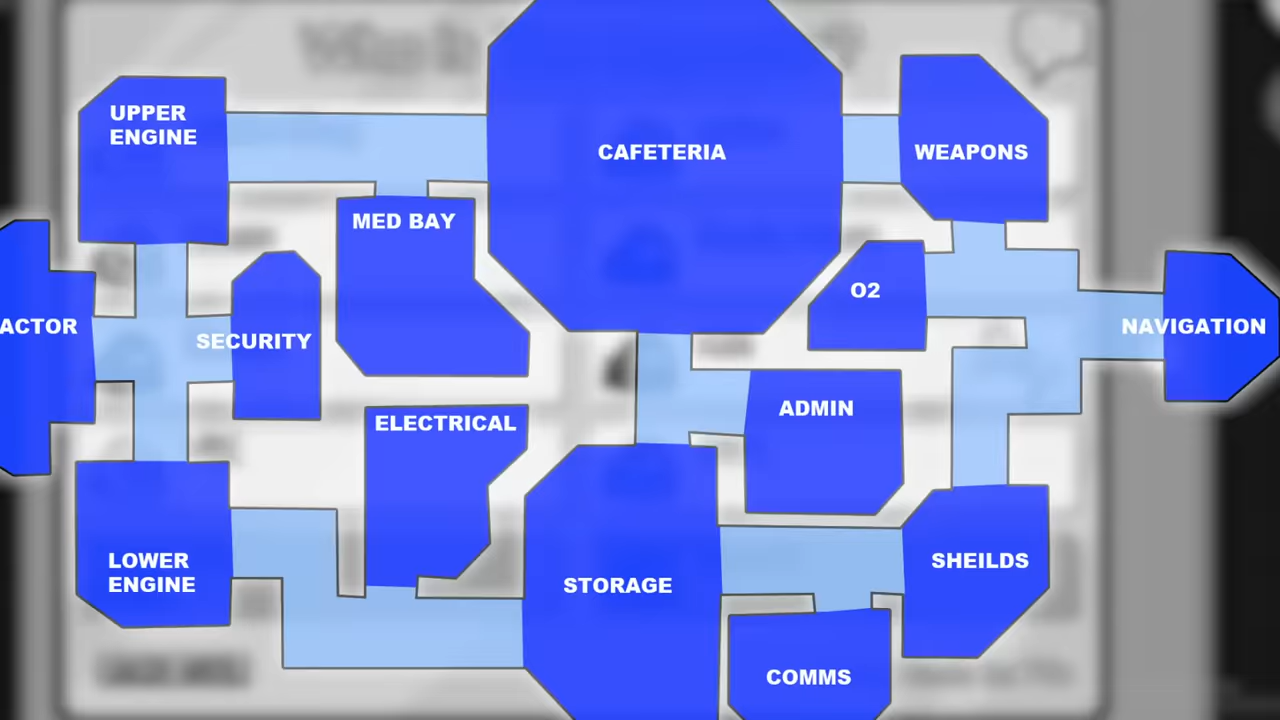 UPPER
ENGINE
CAFETERIA
WEAPONS
MED BAY
O2
ACTOR
SECURITY
NAVIGATION
ADMIN
ELECTRICAL
LOWER
ENGINE
STORAGE
SHEILDS
COMMS